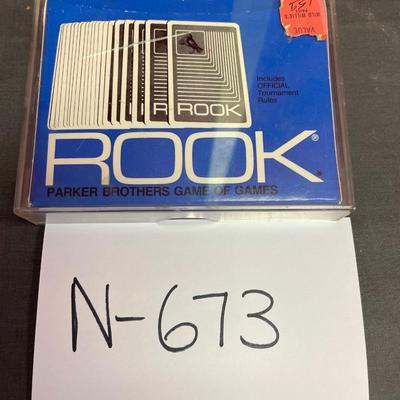 Includes
OFFICIAL
Tournament
Rules
ROOK
ROOK®
PARKER BROTHERS GAME OF GAMES
N-673